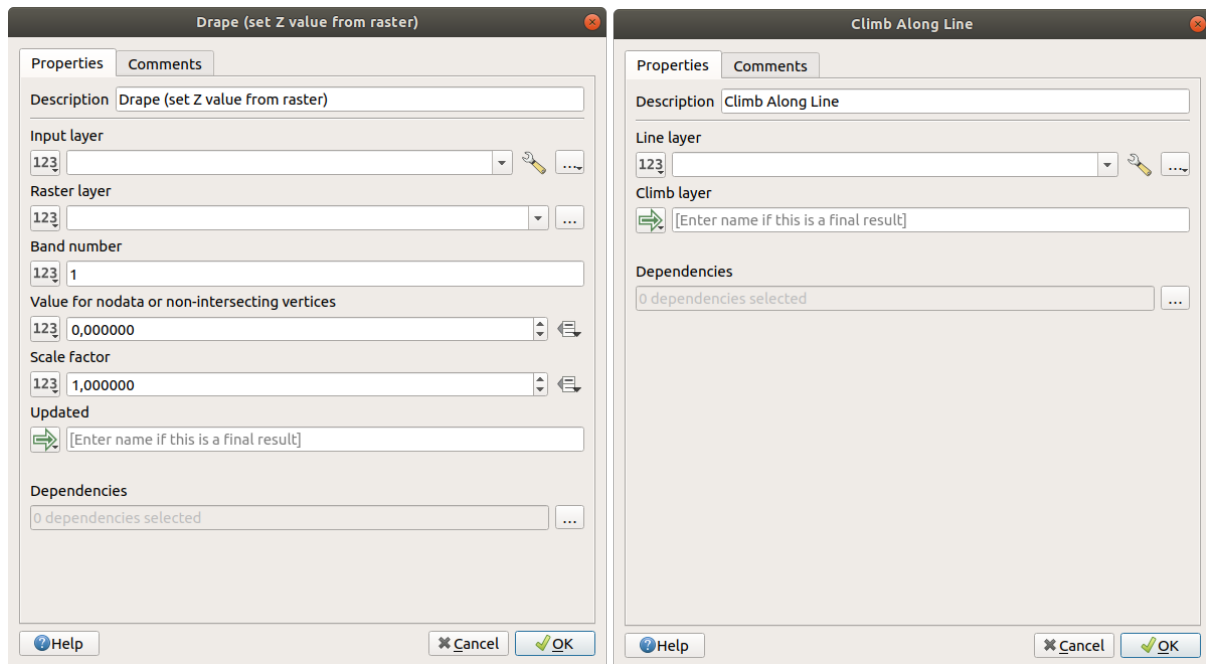 Drape (set Z value from raster)
Properties Comments
Description Drape (set Z value from raster)
Input layer
123
...
Raster layer
123
...
Band number
123 1
Value for nodata or non-intersecting vertices
123 0,000000
Scale factor
123 1,000000
Updated
[Enter name if this is a final result]
Dependencies
0 dependencies selected
...
Help
Cancel
OK
Climb Along Line
Properties Comments
Description Climb Along Line
Line layer
123
...
Climb layer
[Enter name if this is a final result]
Dependencies
0 dependencies selected
...
Help
Cancel
OK